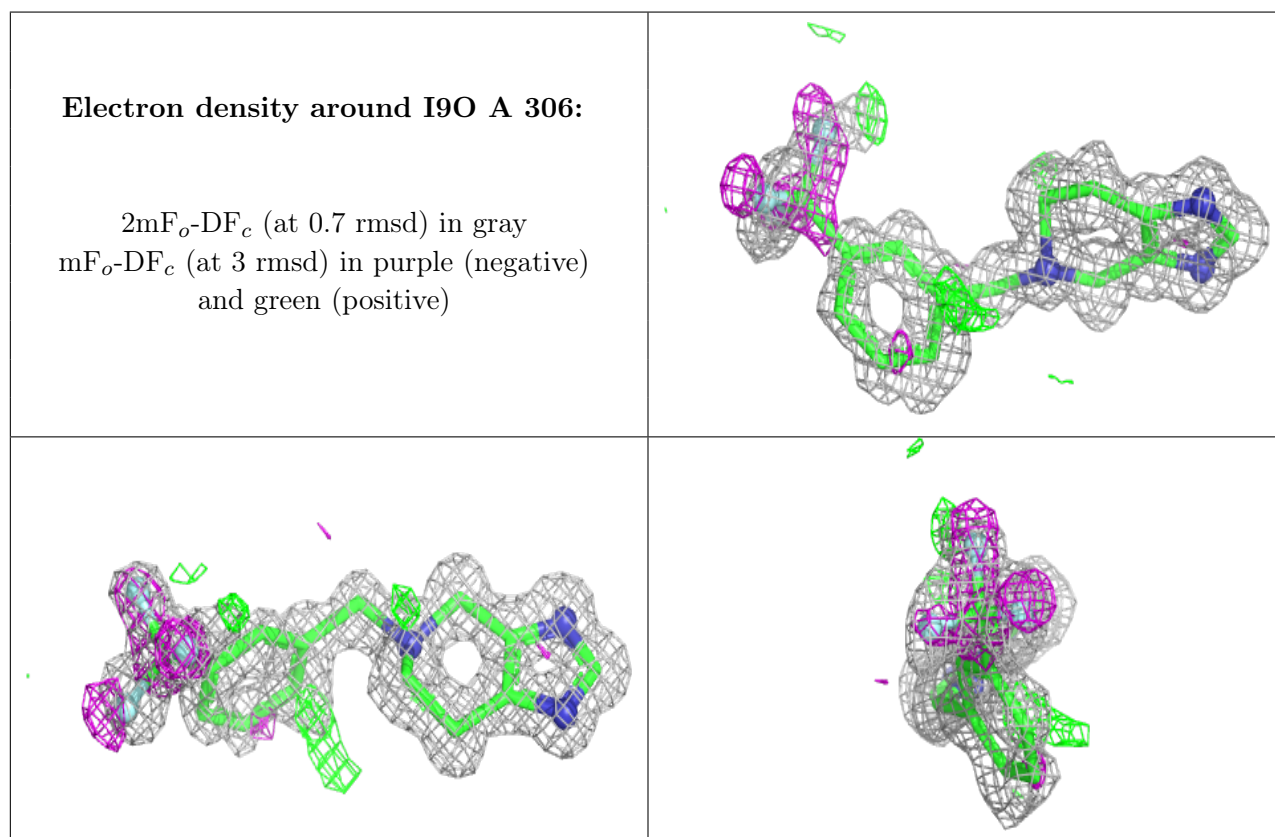 Electron density around I9O A 306:
2mFo-DFc (at 0.7 rmsd) in gray
mFo-DFc (at 3 rmsd) in purple (negative)
and green (positive)